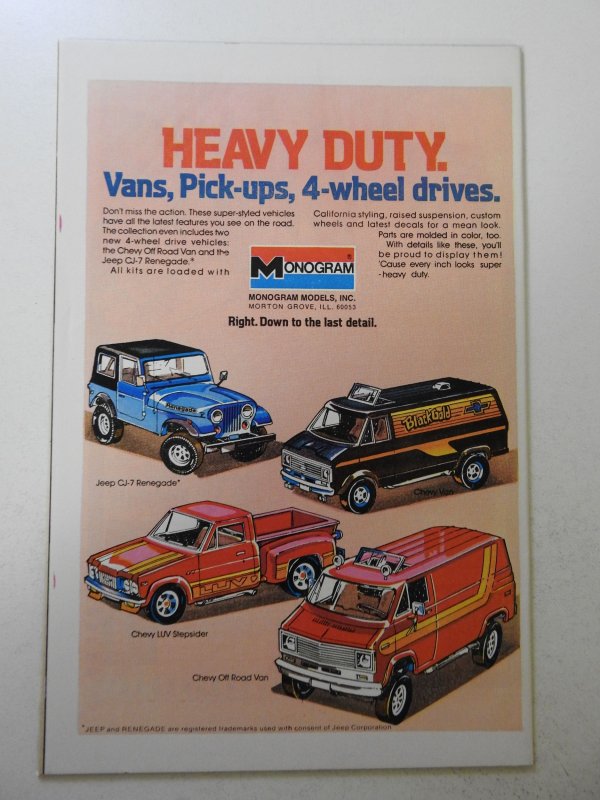 HEAVY DUTY.
Vans, Pick-ups, 4-wheel drives.
Don't miss the action. These super-styled vehicles
have all the latest features you see on the road.
The collection even includes two
new 4-wheel drive vehicles:
the Chevy Off Road Van and the
Jeep CJ-7 Renegade.*
All kits are loaded with
California styling, raised suspension, custom
wheels and latest decals for a mean look.
Parts are molded in color, too.
With details like these, you'll
be proud to display them!
'Cause every inch looks super
-heavy duty.
MONOGRAM
MONOGRAM MODELS, INC.
MORTON GROVE, ILL. 60053
Right. Down to the last detail.
Renegade
Jeep CJ-7 Renegade*
Black Gold
Chevy Van
LUV
Chevy LUV Stepsider
Chevy Off Road Van
*JEEP and RENEGADE are registered trademarks used with consent of Jeep Corporation